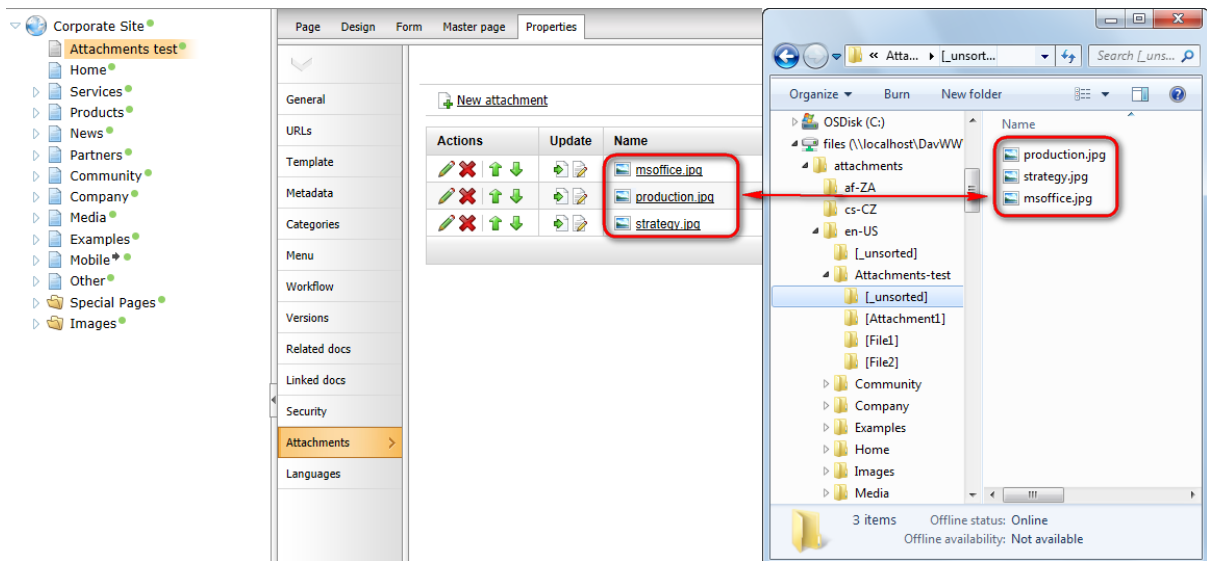 Corporate Site
Attachments test
Home
Services
Products
News
Partners
Community
Company
Media
Examples
Mobile
Other
Special Pages
Images
Page Design Form Master page Properties
General
URLs
Template
Metadata
Categories
Menu
Workflow
Versions
Related docs
Linked docs
Security
Attachments >
Languages
New attachment
Actions Update Name
msoffice.jpg
production.jpg
strategy.jpg
« Atta... [_unsort... Search [_uns...
Organize Burn New folder
OSDisk (C:)
files (\\localhost\DavWW
attachments
af-ZA
cs-CZ
en-US
[_unsorted]
Attachments-test
[_unsorted]
[Attachment1]
[File1]
[File2]
Community
Company
Examples
Home
Images
Media
Name
production.jpg
strategy.jpg
msoffice.jpg
3 items Offline status: Online
Offline availability: Not available